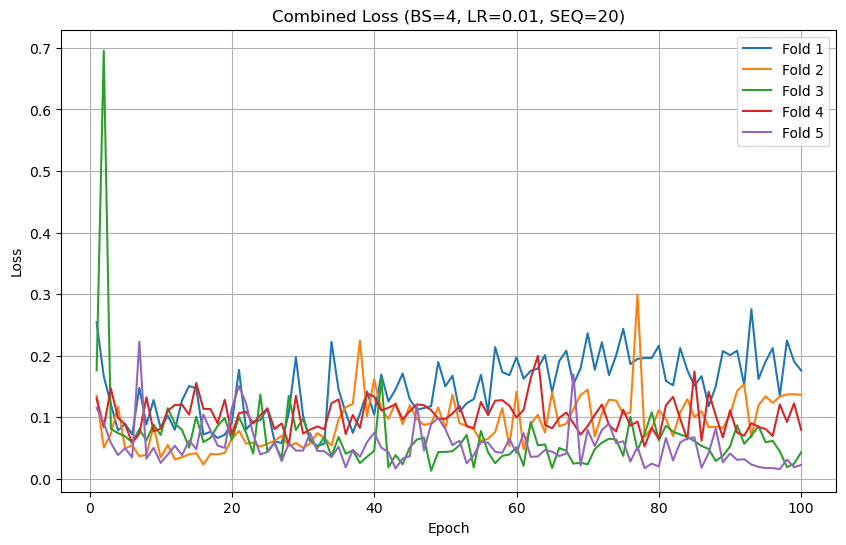 Combined Loss (BS=4, LR=0.01, SEQ=20)
Loss
0.7
0.6
0.5
0.4
0.3
0.2
0.1
0.0
Fold 1
Fold 2
Fold 3
Fold 4
Fold 5
0 20 40 60 80 100
Epoch